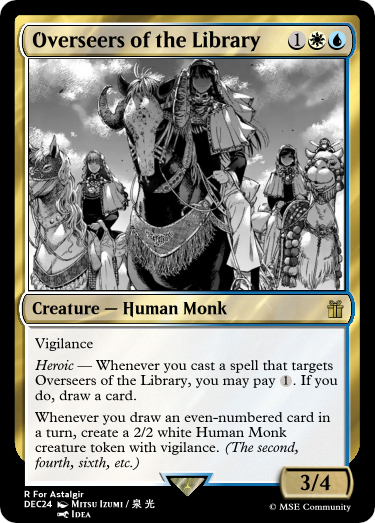 Overseers of the Library 1
Creature — Human Monk
Vigilance
Heroic — Whenever you cast a spell that targets
Overseers of the Library, you may pay 1. If you
do, draw a card.
Whenever you draw an even-numbered card in
a turn, create a 2/2 white Human Monk
creature token with vigilance. (The second,
fourth, sixth, etc.)
3/4
R For Astalgir
DEC24 Mitsu Izumi / 泉 光
Idea
© MSE Community